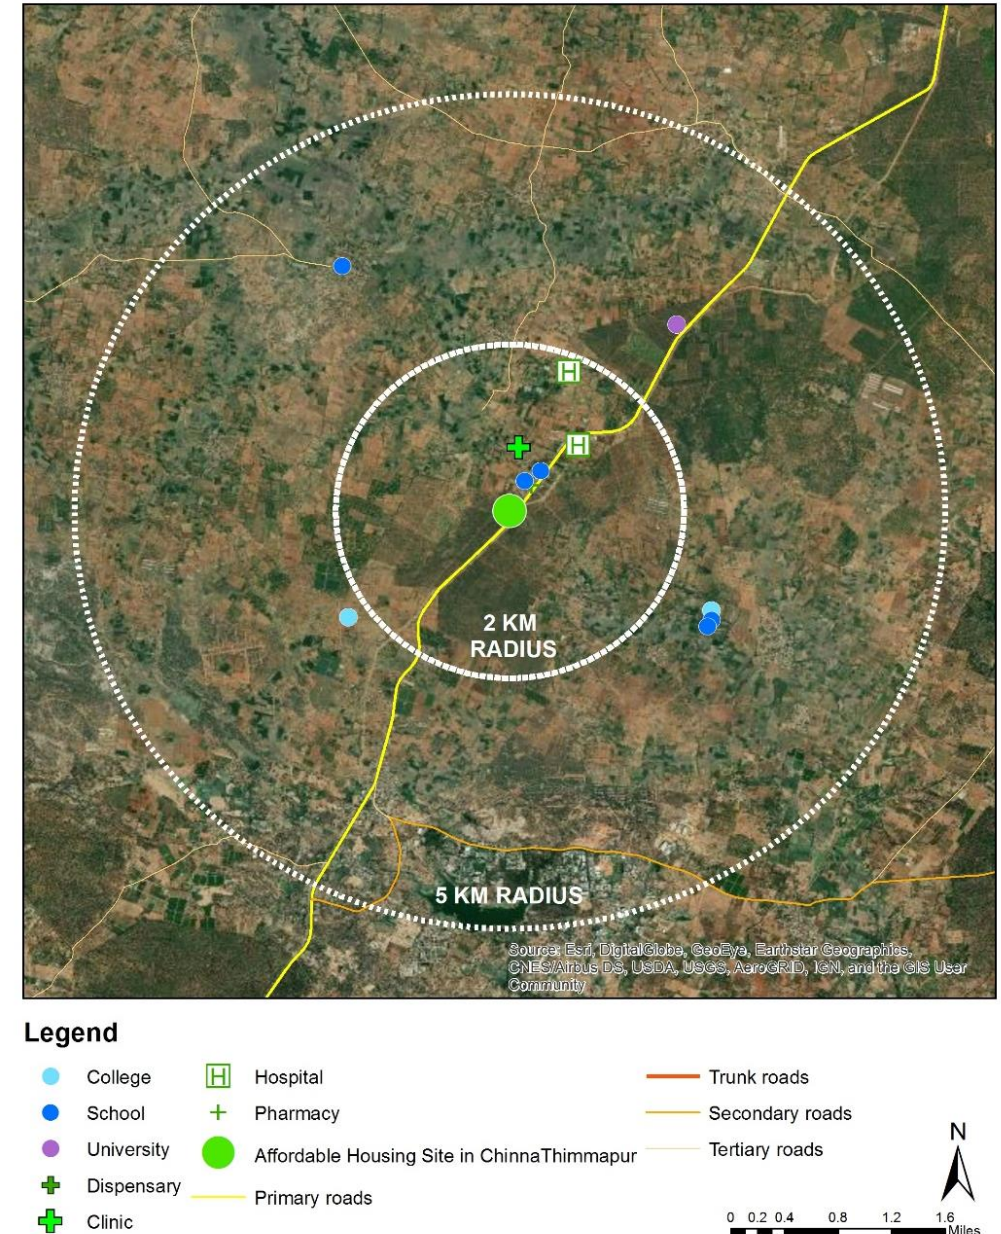 H
H
2 KM
RADIUS
5 KM RADIUS
Source: Esri, DigitalGlobe, GeoEye, Earthstar Geographics,
CNES/Airbus DS, USDA, USGS, AeroGRID, IGN, and the GIS User
Community
Legend
College
School
University
Dispensary
Clinic
H Hospital
Pharmacy
Affordable Housing Site in ChinnaThimmapur
Primary roads
Trunk roads
Secondary roads
Tertiary roads
N
0 0.2 0.4 0.8 1.2 1.6
Miles